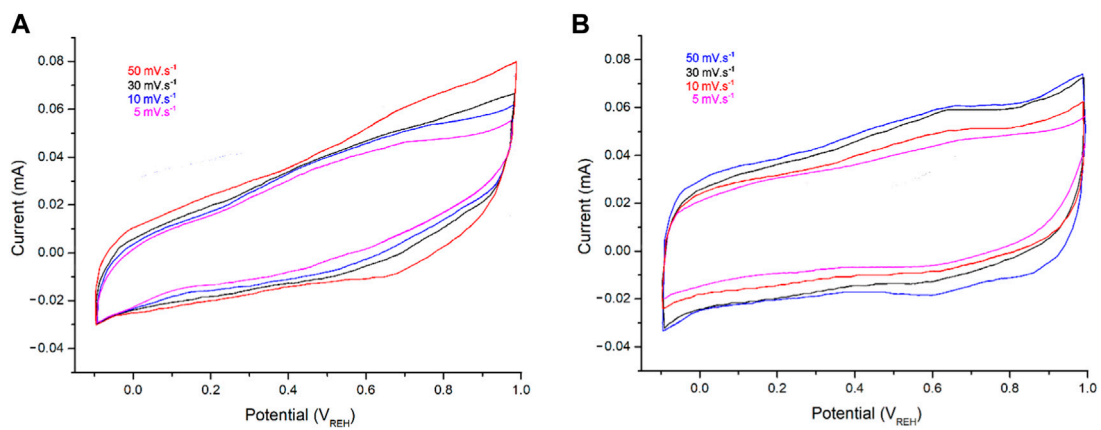 A
50 mV.s⁻¹
30 mV.s⁻¹
10 mV.s⁻¹
5 mV.s⁻¹
Current (mA)
0.08
0.06
0.04
0.02
0.00
−0.02
−0.04
0.0 0.2 0.4 0.6 0.8 1.0
Potential (V_REH)
B
50 mV.s⁻¹
30 mV.s⁻¹
10 mV.s⁻¹
5 mV.s⁻¹
Current (mA)
0.08
0.06
0.04
0.02
0.00
−0.02
−0.04
0.0 0.2 0.4 0.6 0.8 1.0
Potential (V_REH)